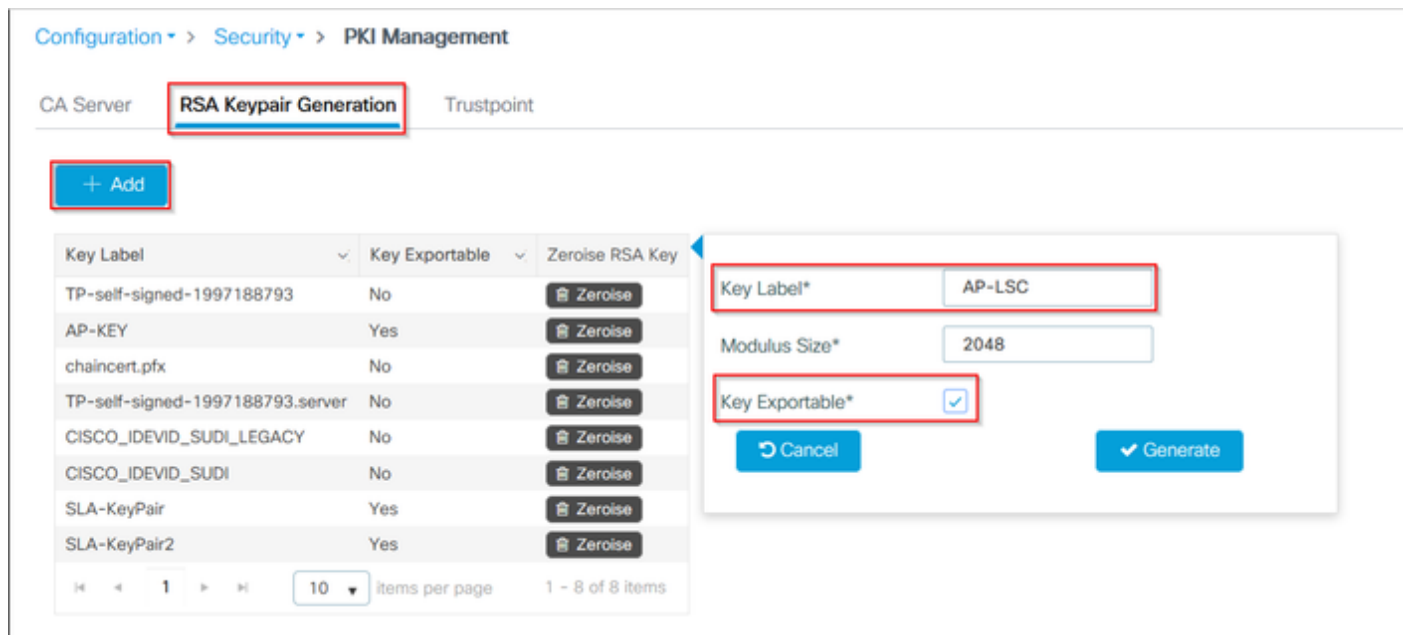 Configuration > Security > PKI Management
CA Server RSA Keypair Generation Trustpoint
+ Add
Key Label Key Exportable Zeroise RSA Key
TP-self-signed-1997188793 No Zeroise
AP-KEY Yes Zeroise
chaincert.pfx No Zeroise
TP-self-signed-1997188793.server No Zeroise
CISCO_IDEVID_SUDI_LEGACY No Zeroise
CISCO_IDEVID_SUDI No Zeroise
SLA-KeyPair Yes Zeroise
SLA-KeyPair2 Yes Zeroise
1 10 items per page 1 - 8 of 8 items
Key Label* AP-LSC
Modulus Size* 2048
Key Exportable*
Cancel Generate